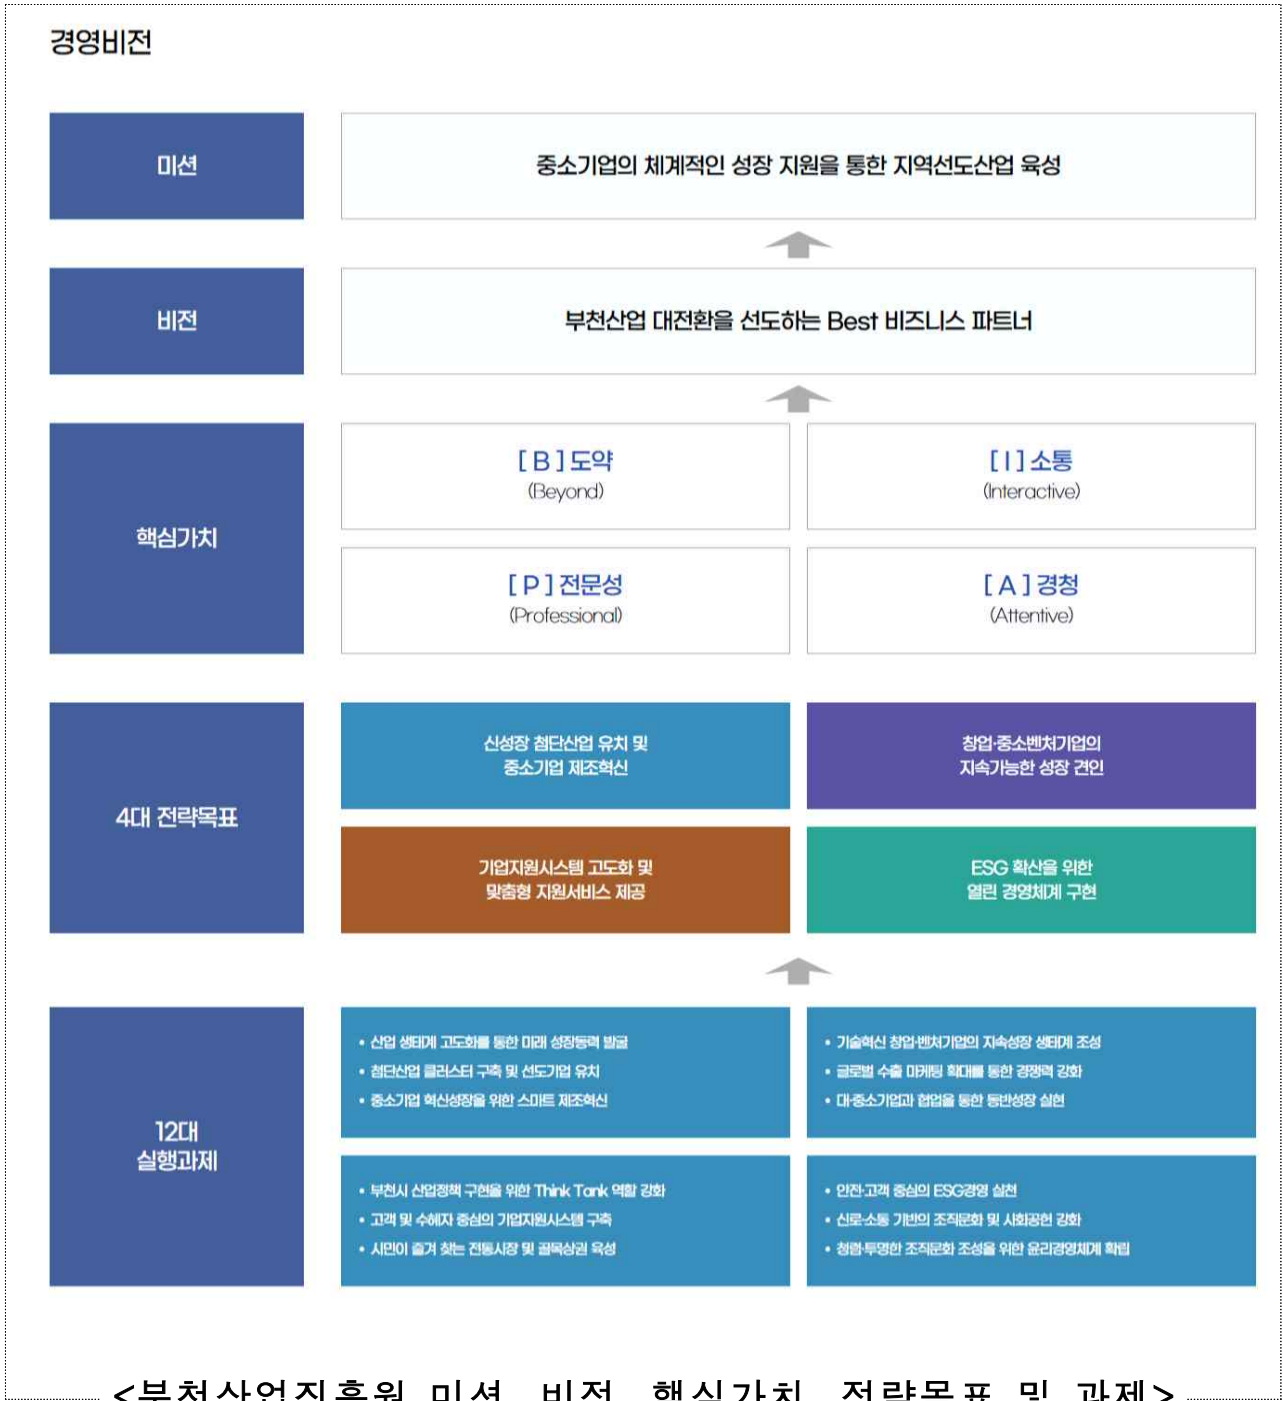 경영비전
미션
중소기업의 체계적인 성장 지원을 통한 지역선도산업 육성
비전
부천산업 대전환을 선도하는 Best 비즈니스 파트너
핵심가치
[ B ] 도약
(Beyond)
[ I ] 소통
(Interactive)
[ P ] 전문성
(Professional)
[ A ] 경청
(Attentive)
4대 전략목표
신성장 첨단산업 유치 및
중소기업 제조혁신
창업·중소벤처기업의
지속가능한 성장 견인
기업지원시스템 고도화 및
맞춤형 지원서비스 제공
ESG 확산을 위한
열린 경영체계 구현
12대
실행과제
• 산업 생태계 고도화를 통한 미래 성장동력 발굴
• 첨단산업 클러스터 구축 및 선도기업 유치
• 중소기업 혁신성장을 위한 스마트 제조혁신
• 기술혁신 창업·벤처기업의 지속성장 생태계 조성
• 글로벌 수출 마케팅 확대를 통한 경쟁력 강화
• 대·중소기업과 협업을 통한 동반성장 실현
• 부천시 산업정책 구현을 위한 Think Tank 역할 강화
• 고객 및 수혜자 중심의 기업지원시스템 구축
• 시민이 즐겨 찾는 전통시장 및 골목상권 육성
• 안전·고객 중심의 ESG경영 실천
• 신뢰·소통 기반의 조직문화 및 사회공헌 강화
• 청렴·투명한 조직문화 조성을 위한 윤리경영체계 확립
<부천산업진흥원 미션, 비전, 핵심가치, 전략목표 및 과제>